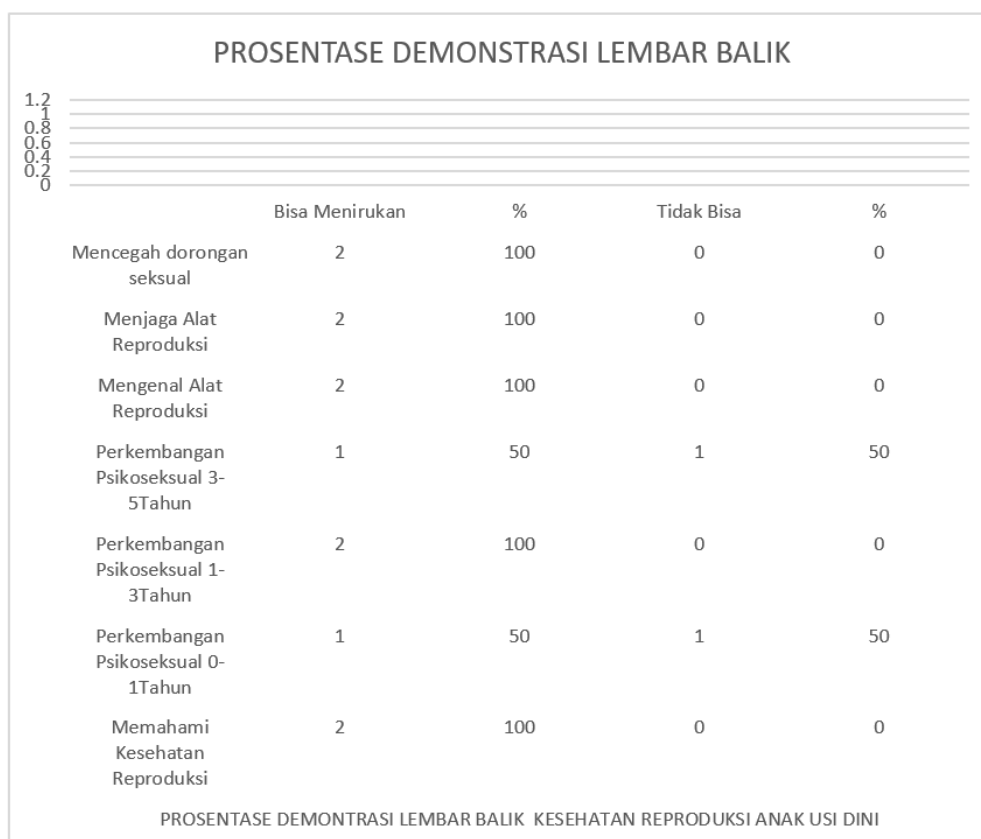 PROSENTASE DEMONSTRASI LEMBAR BALIK
1.2
1
0.8
0.6
0.4
0.2
0
Bisa Menirukan % Tidak Bisa %
Mencegah dorongan 2 100 0 0
seksual
Menjaga Alat 2 100 0 0
Reproduksi
Mengenal Alat 2 100 0 0
Reproduksi
Perkembangan 1 50 1 50
Psikoseksual 3-
5Tahun
Perkembangan 2 100 0 0
Psikoseksual 1-
3Tahun
Perkembangan 1 50 1 50
Psikoseksual 0-
1Tahun
Memahami 2 100 0 0
Kesehatan
Reproduksi
PROSENTASE DEMONTRASI LEMBAR BALIK KESEHATAN REPRODUKSI ANAK USI DINI